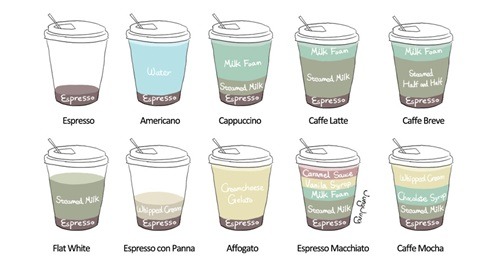 Espresso
Water
Espresso
Milk Foam
Steamed Milk
Espresso
Milk Foam
Steamed Milk
Espresso
Milk Foam
Steamed
Half and Half
Espresso
Espresso
Americano
Cappuccino
Caffe Latte
Caffe Breve
Steamed Milk
Espresso
Whipped Cream
Espresso
Creamcheese
Gelato
Espresso
Caramel Sauce
Vanilla Syrup
Milk Foam
Steamed Milk
Espresso
Whipped Cream
Chocolate Syrup
Steamed Milk
Espresso
Flat White
Espresso con Panna
Affogato
Espresso Macchiato
Caffe Mocha